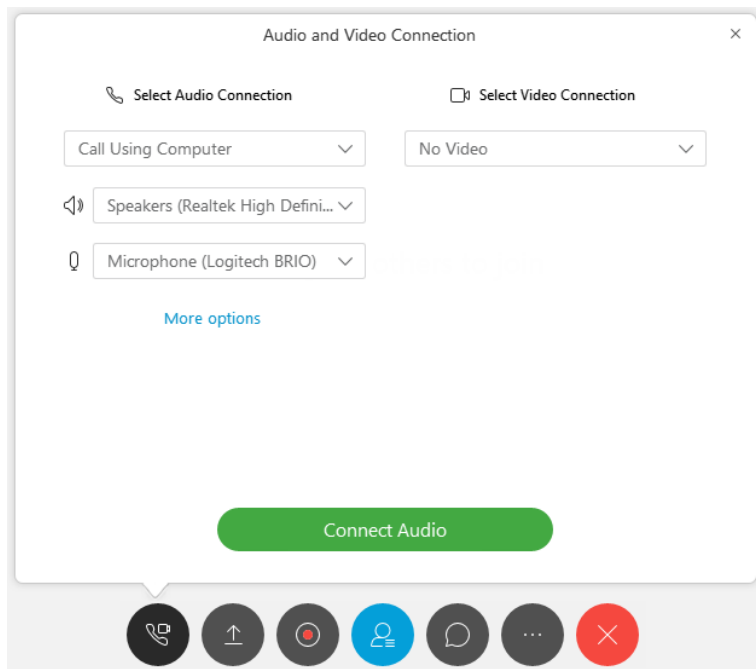 Audio and Video Connection
Select Audio Connection
Select Video Connection
Call Using Computer
No Video
Speakers (Realtek High Defini...
Microphone (Logitech BRIO)
More options
Connect Audio